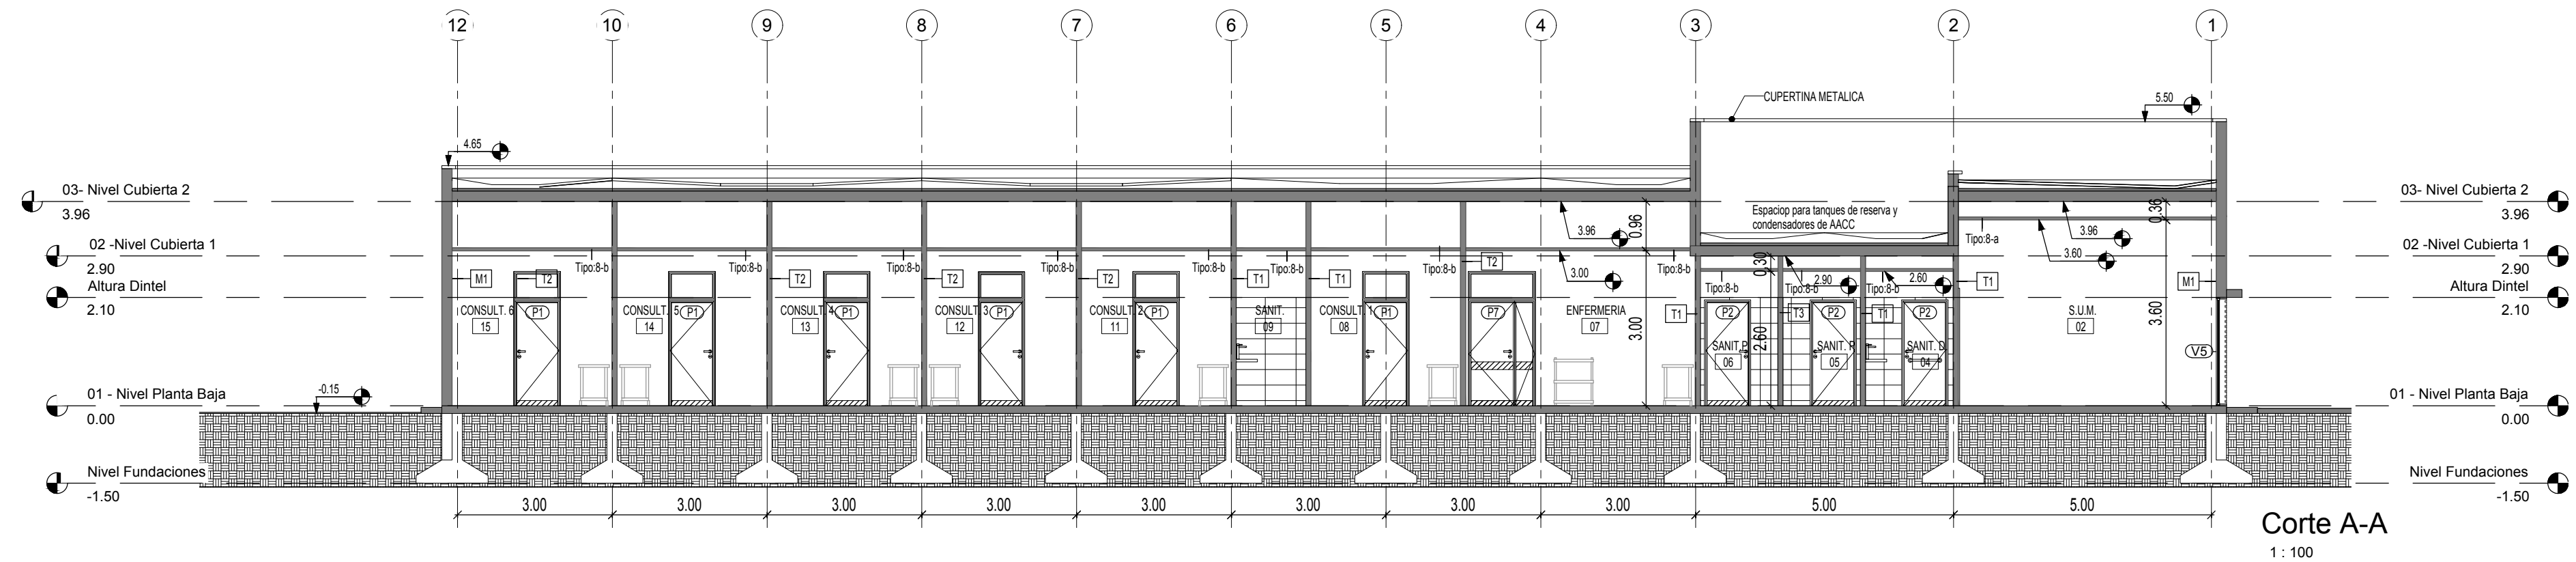 12 10 9 8 7 6 5 4 3 2 1
CUPERTINA METALICA
5.50
4.65
03- Nivel Cubierta 2
3.96
03- Nivel Cubierta 2
3.96
Espaciop para tanques de reserva y
condensadores de AACC
0.96
3.96
0.36
3.96
Tipo:8-a
3.60
02 -Nivel Cubierta 1
2.90
02 -Nivel Cubierta 1
2.90
Tipo:8-b Tipo:8-b Tipo:8-b Tipo:8-b Tipo:8-b Tipo:8-b Tipo:8-b Tipo:8-b
3.00
0.30
Tipo:8-b Tipo:8-b Tipo:8-b
2.90
2.60
M1 T2 T2 T2 T2 T1 T1 T2 T1 M1
Altura Dintel
2.10
Altura Dintel
2.10
CONSULT. 6
15
P1
CONSULT. 5
14
P1
CONSULT. 4
13
P1
CONSULT. 3
12
P1
CONSULT. 2
11
P1
SANIT.
09
CONSULT. 1
08
P1
P7
ENFERMERIA
07
3.00
T1
P2
SANIT.P.
06
2.60
T3
P2
SANIT. P.
05
T1
P2
SANIT. D.
04
S.U.M.
02
3.60
V5
01 - Nivel Planta Baja
0.00
-0.15
01 - Nivel Planta Baja
0.00
Nivel Fundaciones
-1.50
Nivel Fundaciones
-1.50
3.00 3.00 3.00 3.00 3.00 3.00 3.00 3.00 5.00 5.00
Corte A-A
1 : 100